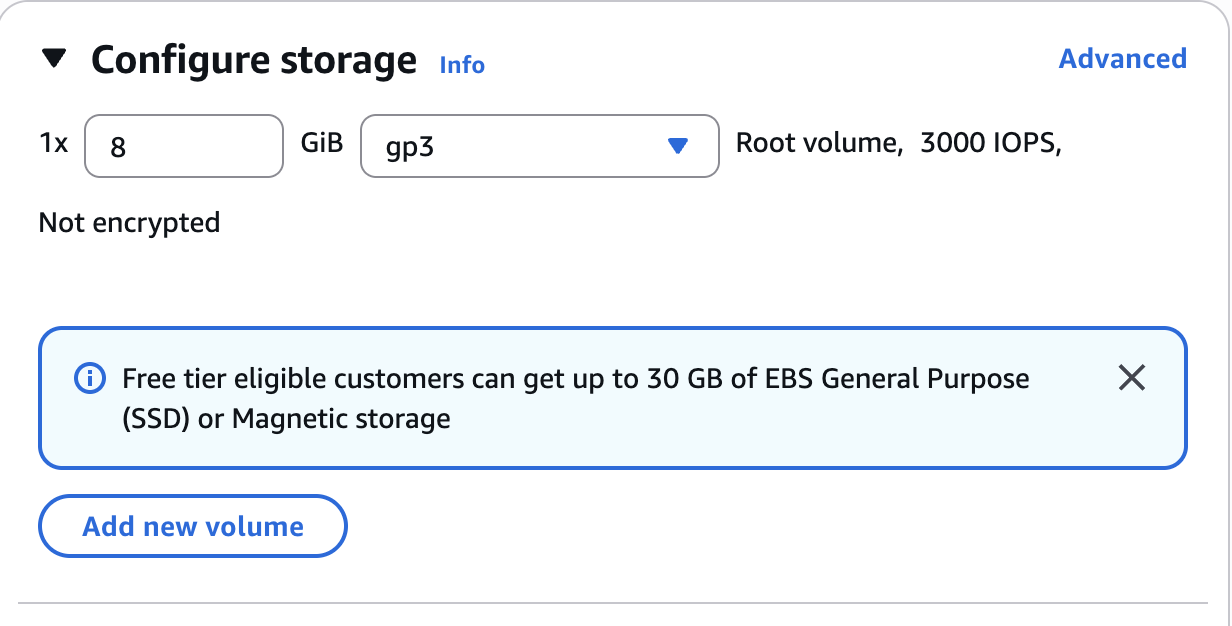 Configure storage Info Advanced
1x 8 GiB gp3 Root volume, 3000 IOPS,
Not encrypted
Free tier eligible customers can get up to 30 GB of EBS General Purpose
(SSD) or Magnetic storage
Add new volume